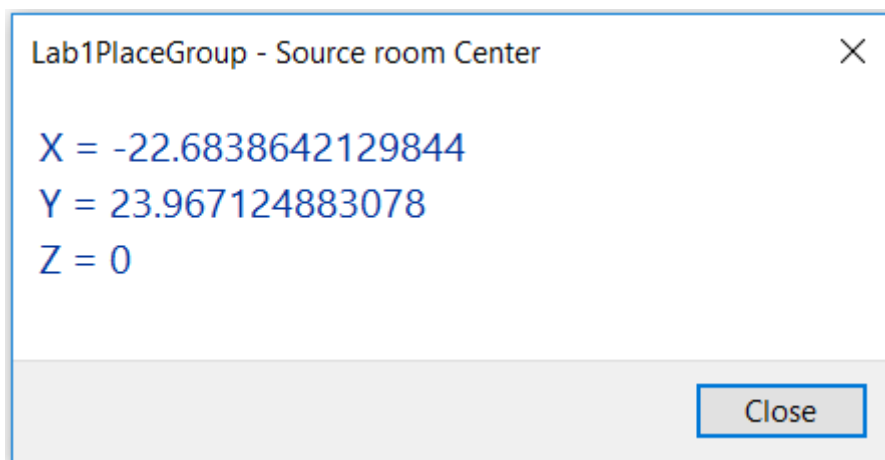 Lab1PlaceGroup - Source room Center
X = -22.6838642129844
Y = 23.967124883078
Z = 0
Close